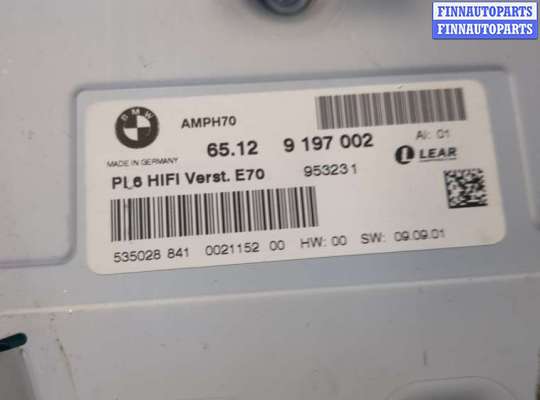 FINNAUTOPARTS
FINNAUTOPARTS
BMW
AMPH70
MADE IN GERMANY
65.12 9 197 002
AI: 01
PL6 HIFI Verst. E70
953231
LEAR
535028 841 0021152 00 HW: 00 SW: 09.09.01